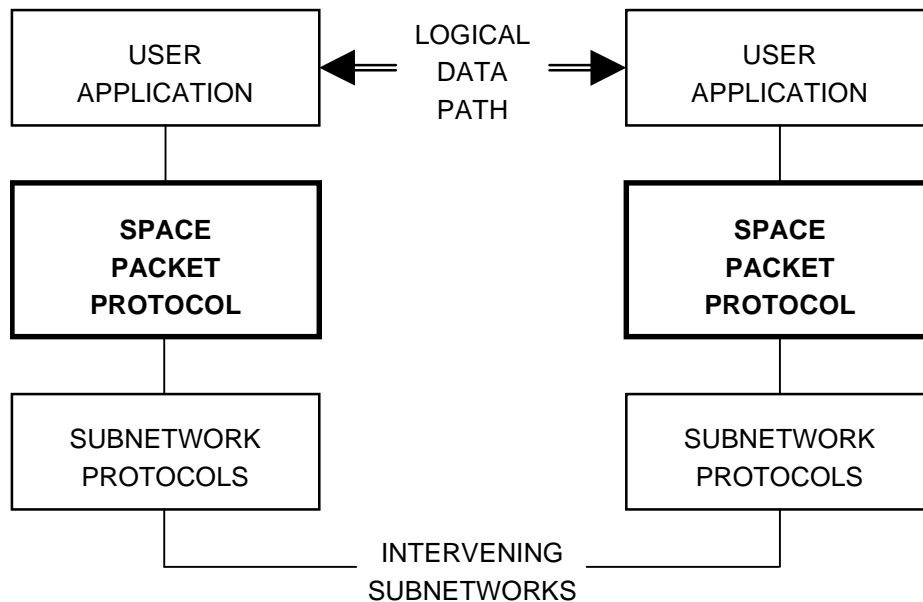 USER
APPLICATION
LOGICAL
DATA
PATH
USER
APPLICATION
SPACE
PACKET
PROTOCOL
SPACE
PACKET
PROTOCOL
SUBNETWORK
PROTOCOLS
SUBNETWORK
PROTOCOLS
INTERVENING
SUBNETWORKS